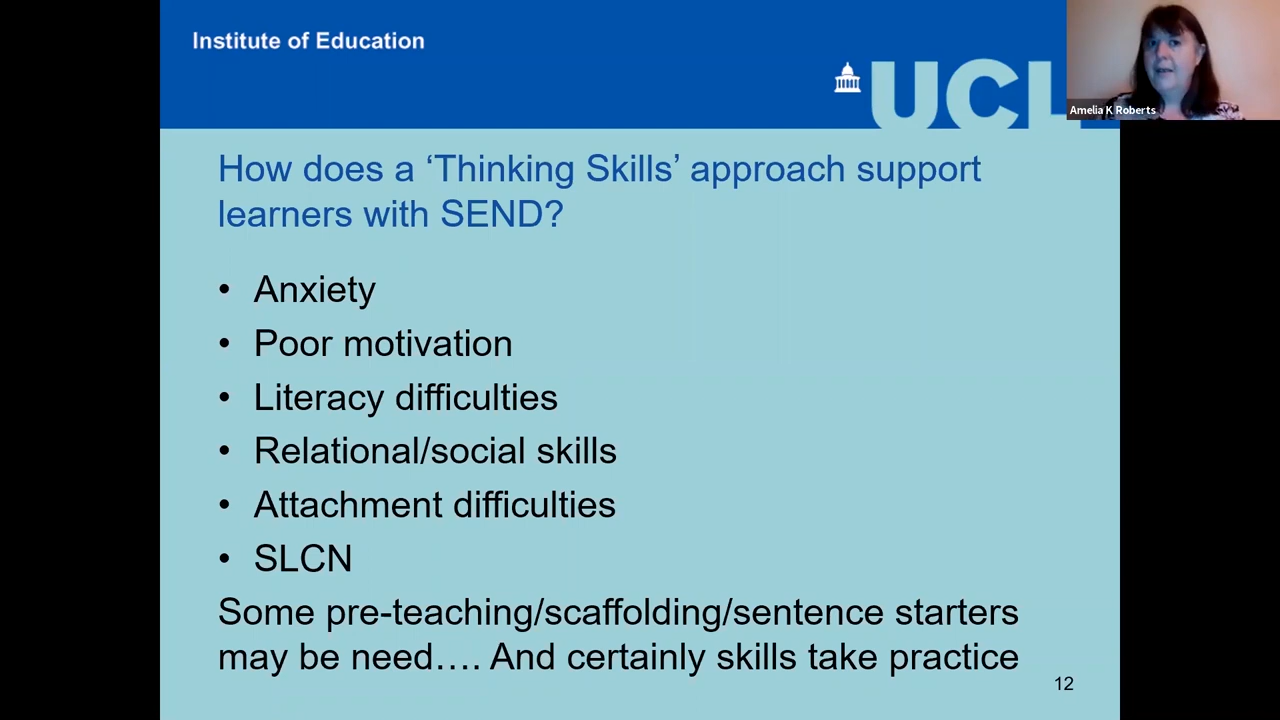 Institute of Education
UCL
Amelia K Roberts
How does a ‘Thinking Skills’ approach support
learners with SEND?
• Anxiety
• Poor motivation
• Literacy difficulties
• Relational/social skills
• Attachment difficulties
• SLCN
Some pre-teaching/scaffolding/sentence starters
may be need…. And certainly skills take practice
12